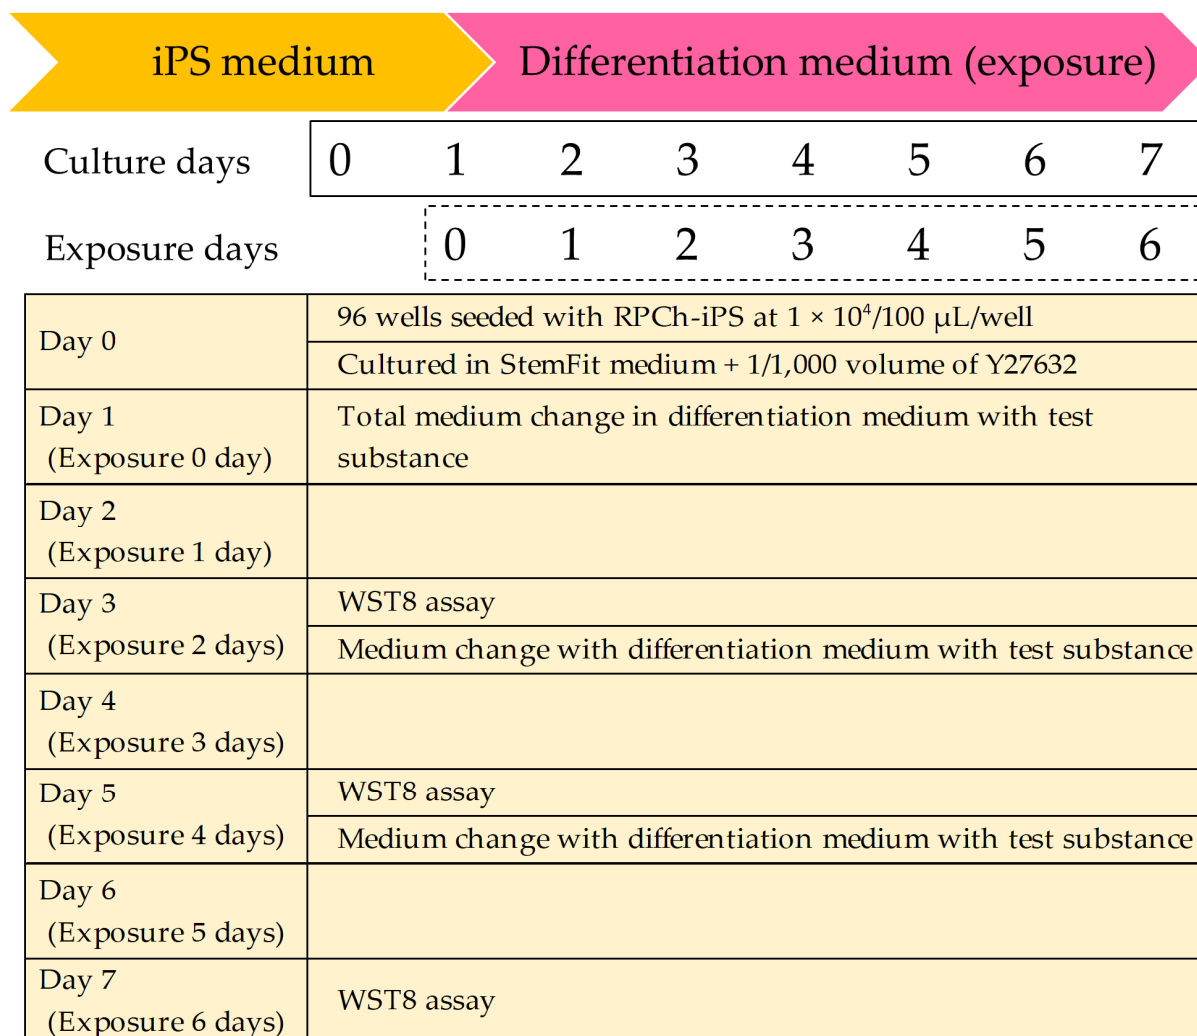 iPS medium
Differentiation medium (exposure)
Culture days 0 1 2 3 4 5 6 7
Exposure days 0 1 2 3 4 5 6
Day 0
96 wells seeded with RPCh-iPS at 1 × 10⁴/100 μL/well
Cultured in StemFit medium + 1/1,000 volume of Y27632
Day 1
(Exposure 0 day)
Total medium change in differentiation medium with test
substance
Day 2
(Exposure 1 day)
Day 3
(Exposure 2 days)
WST8 assay
Medium change with differentiation medium with test substance
Day 4
(Exposure 3 days)
Day 5
(Exposure 4 days)
WST8 assay
Medium change with differentiation medium with test substance
Day 6
(Exposure 5 days)
Day 7
(Exposure 6 days)
WST8 assay